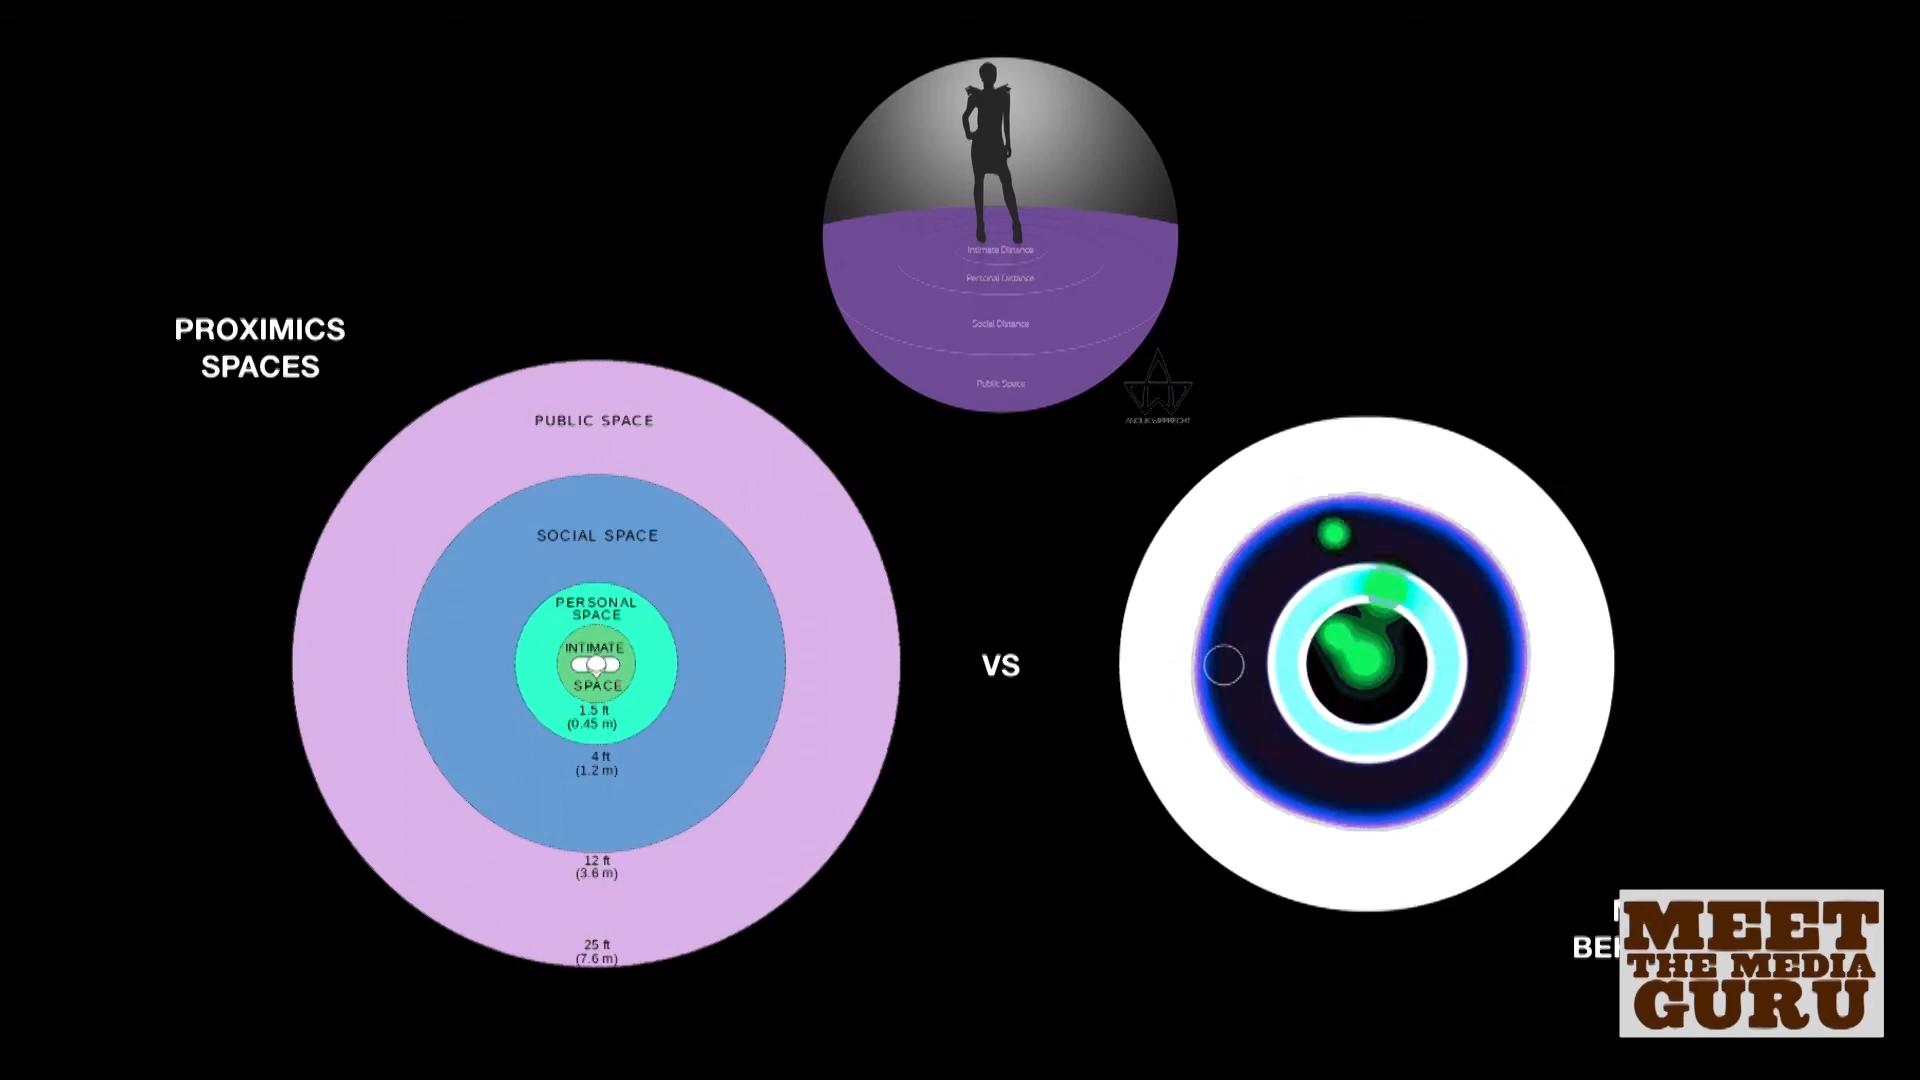 Intimate Distance
Personal Distance
Social Distance
Public Space
ANOUK WIPPRECHT
PROXIMICS
SPACES
PUBLIC SPACE
SOCIAL SPACE
PERSONAL
SPACE
INTIMATE
SPACE
1.5 ft
(0.45 m)
4 ft
(1.2 m)
12 ft
(3.6 m)
25 ft
(7.6 m)
VS
MEET
THE MEDIA
GURU